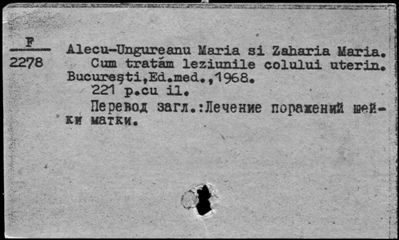 F
2278
Alecu-Ungureanu Maria si Zaharia Maria.
Cum tratăm leziunile colului uterin.
București,Ed.med.,1968.
221 p.cu il.
Перевод загл.:Лечение поражений шей-
ки матки.